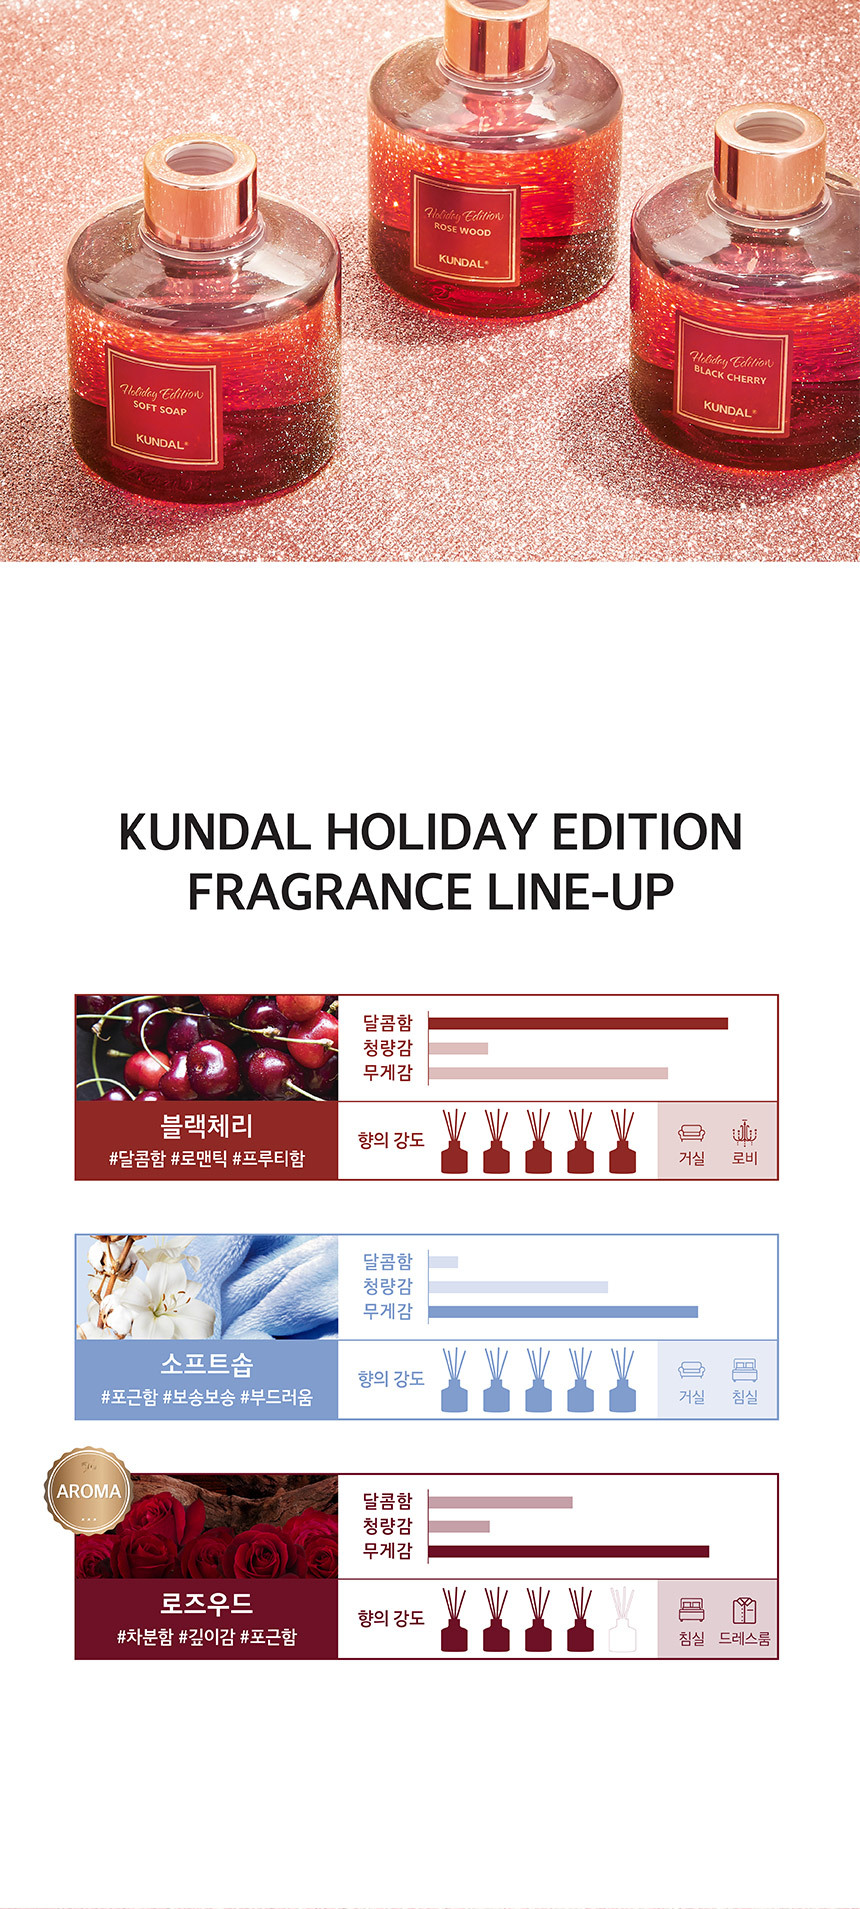 Holiday Edition
ROSE WOOD
KUNDAL®
Holiday Edition
BLACK CHERRY
KUNDAL®
Holiday Edition
SOFT SOAP
KUNDAL®
KUNDAL HOLIDAY EDITION
FRAGRANCE LINE-UP
달콤함
청량감
무게감
블랙체리
#달콤함 #로맨틱 #프루티함
향의 강도
거실 로비
달콤함
청량감
무게감
소프트솝
#포근함 #보송보송 #부드러움
향의 강도
거실 침실
AROMA
달콤함
청량감
무게감
로즈우드
#차분함 #깊이감 #포근함
향의 강도
침실 드레스룸